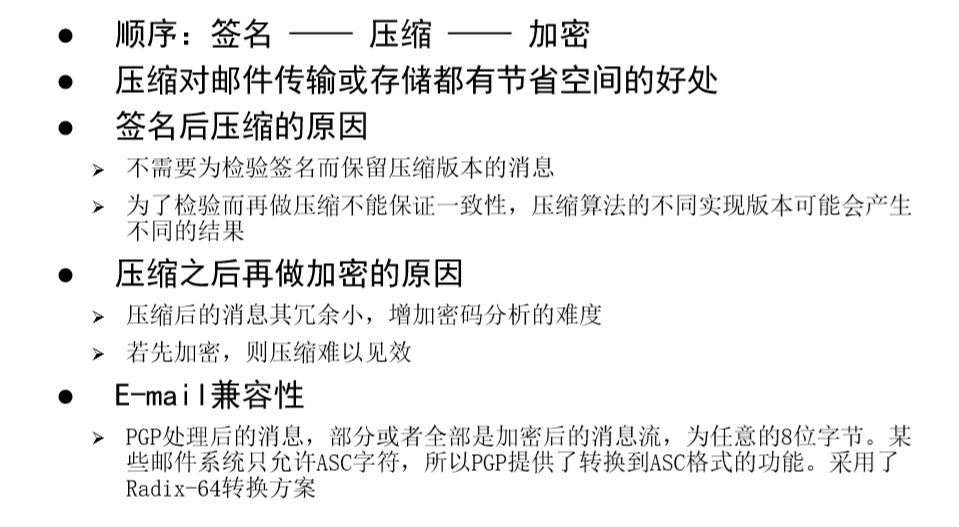 ● 顺序：签名 —— 压缩 —— 加密
● 压缩对邮件传输或存储都有节省空间的好处
● 签名后压缩的原因
➢ 不需要为检验签名而保留压缩版本的消息
➢ 为了检验而再做压缩不能保证一致性，压缩算法的不同实现版本可能会产生
不同的结果
● 压缩之后再做加密的原因
➢ 压缩后的消息其冗余小，增加密码分析的难度
➢ 若先加密，则压缩难以见效
● E-mail兼容性
➢ PGP处理后的消息，部分或者全部是加密后的消息流，为任意的8位字节。某
些邮件系统只允许ASC字符，所以PGP提供了转换到ASC格式的功能。采用了
Radix-64转换方案